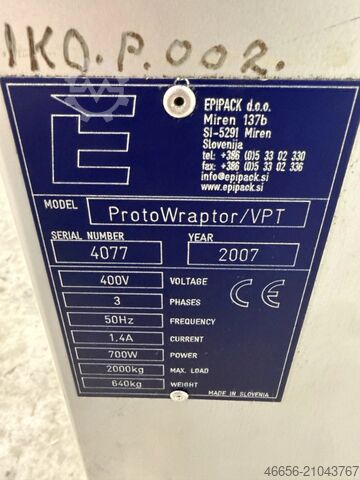 IKO.P.002.
EPIPACK d.o.o.
Miren 137b
SI-5291 Miren
Slovenija
tel: +386 (0)5 33 02 330
fax: +386 (0)5 33 02 336
info@epipack.si
www.epipack.si
MODEL ProtoWraptor/VPT
SERIAL NUMBER YEAR
4077 2007
400V VOLTAGE
3 PHASES
50Hz FREQUENCY
1,4A CURRENT
700W POWER
2000kg MAX. LOAD
640kg WEIGHT
CE
MADE IN SLOVENIA
46656-21043767